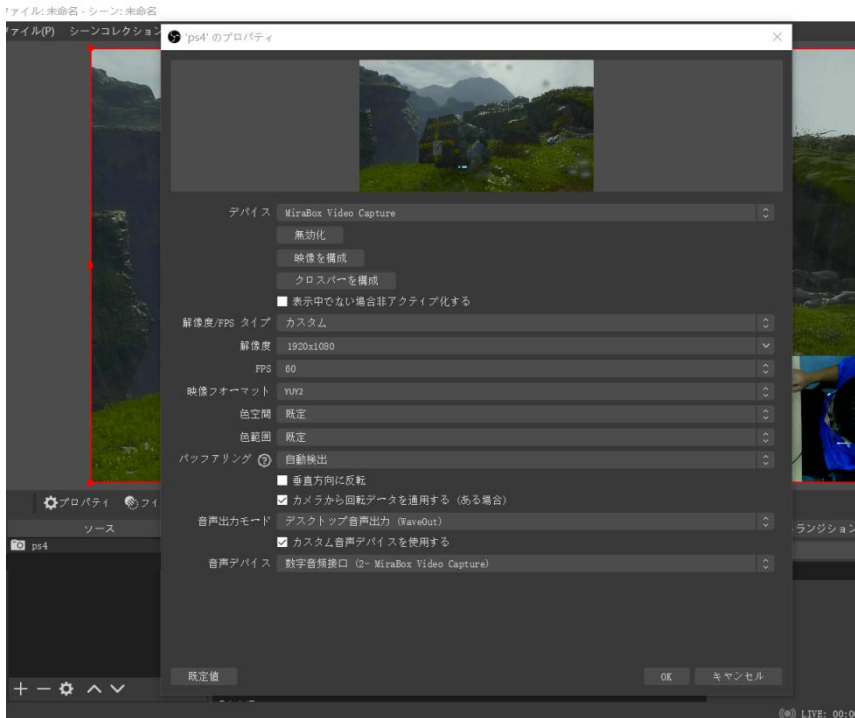 ァイル: 未命名 - シーン: 未命名
ファイル(P) シーンコレクション
'ps4' のプロパティ
デバイス MiraBox Video Capture
無効化
映像を構成
クロスバーを構成
表示中でない場合非アクティブ化する
解像度/FPS タイプ カスタム
解像度 1920x1080
FPS 60
映像フォーマット YUY2
色空間 既定
色範囲 既定
バッファリング ? 自動検出
垂直方向に反転
カメラから回転データを適用する (ある場合)
プロパティ フィ
音声出力モード デスクトップ音声出力 (WaveOut)
ソース
トランジション
ps4
カスタム音声デバイスを使用する
音声デバイス 数字音頻接口 (2- MiraBox Video Capture)
既定値 OK キャンセル
LIVE: 00:0